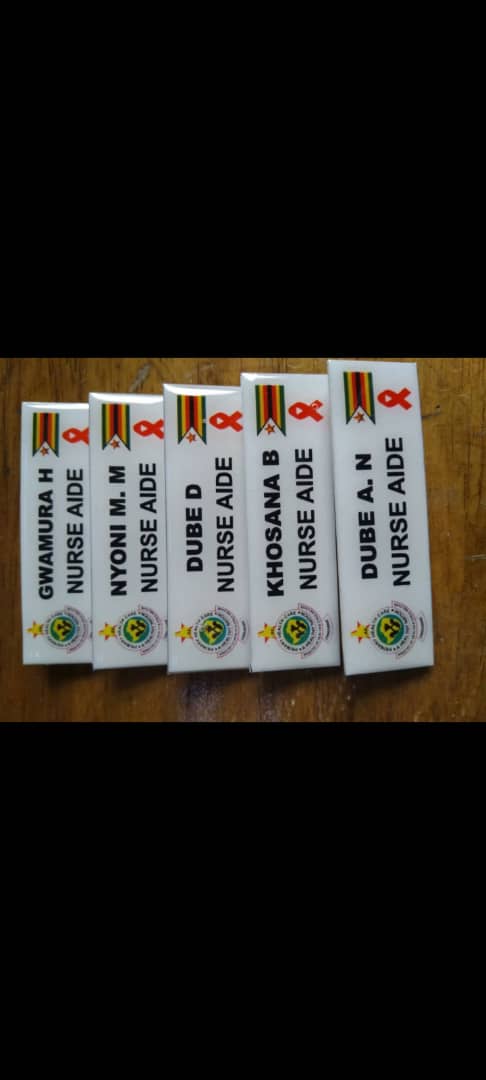 GWAMURA H
NURSE AIDE
NYONI M. M
NURSE AIDE
DUBE D
NURSE AIDE
KHOSANA B
NURSE AIDE
DUBE A. N
NURSE AIDE